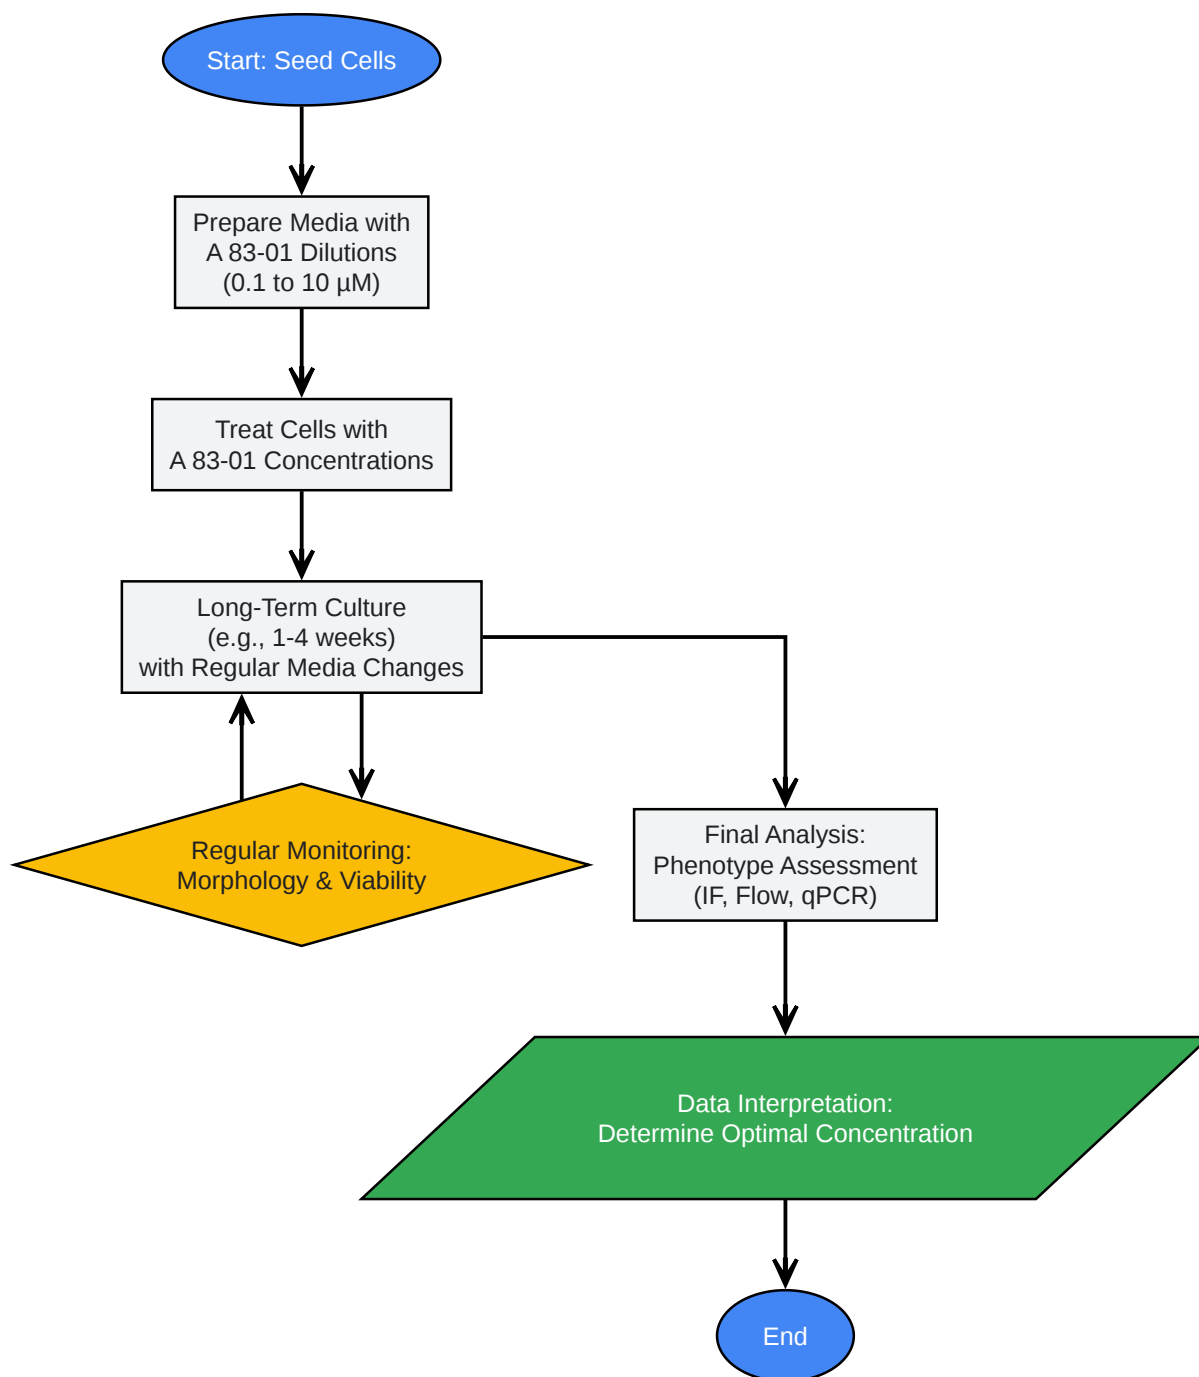 Start: Seed Cells
Prepare Media with
A 83-01 Dilutions
(0.1 to 10 µM)
Treat Cells with
A 83-01 Concentrations
Long-Term Culture
(e.g., 1-4 weeks)
with Regular Media Changes
Regular Monitoring:
Morphology & Viability
Final Analysis:
Phenotype Assessment
(IF, Flow, qPCR)
Data Interpretation:
Determine Optimal Concentration
End